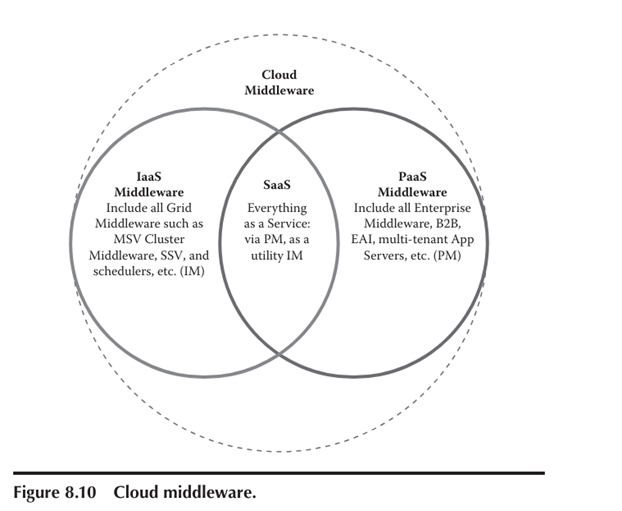 Cloud
Middleware
IaaS
Middleware
Include all Grid
Middleware such as
MSV Cluster
Middleware, SSV, and
schedulers, etc. (IM)
SaaS
Everything
as a Service:
via PM, as a
utility IM
PaaS
Middleware
Include all Enterprise
Middleware, B2B,
EAI, multi-tenant App
Servers, etc. (PM)
Figure 8.10 Cloud middleware.